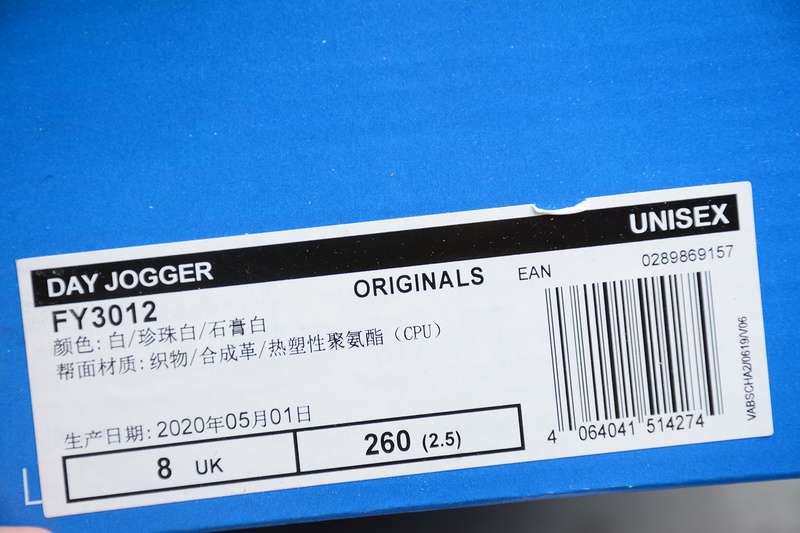 DAY JOGGER
UNISEX
FY3012
ORIGINALS
EAN
0289869157
颜色: 白/珍珠白/石膏白
帮面材质: 织物/合成革/热塑性聚氨酯(CPU)
生产日期: 2020年05月01日
8 UK
260 (2.5)
4 064041 514274
VABSCHA2/0619/V06